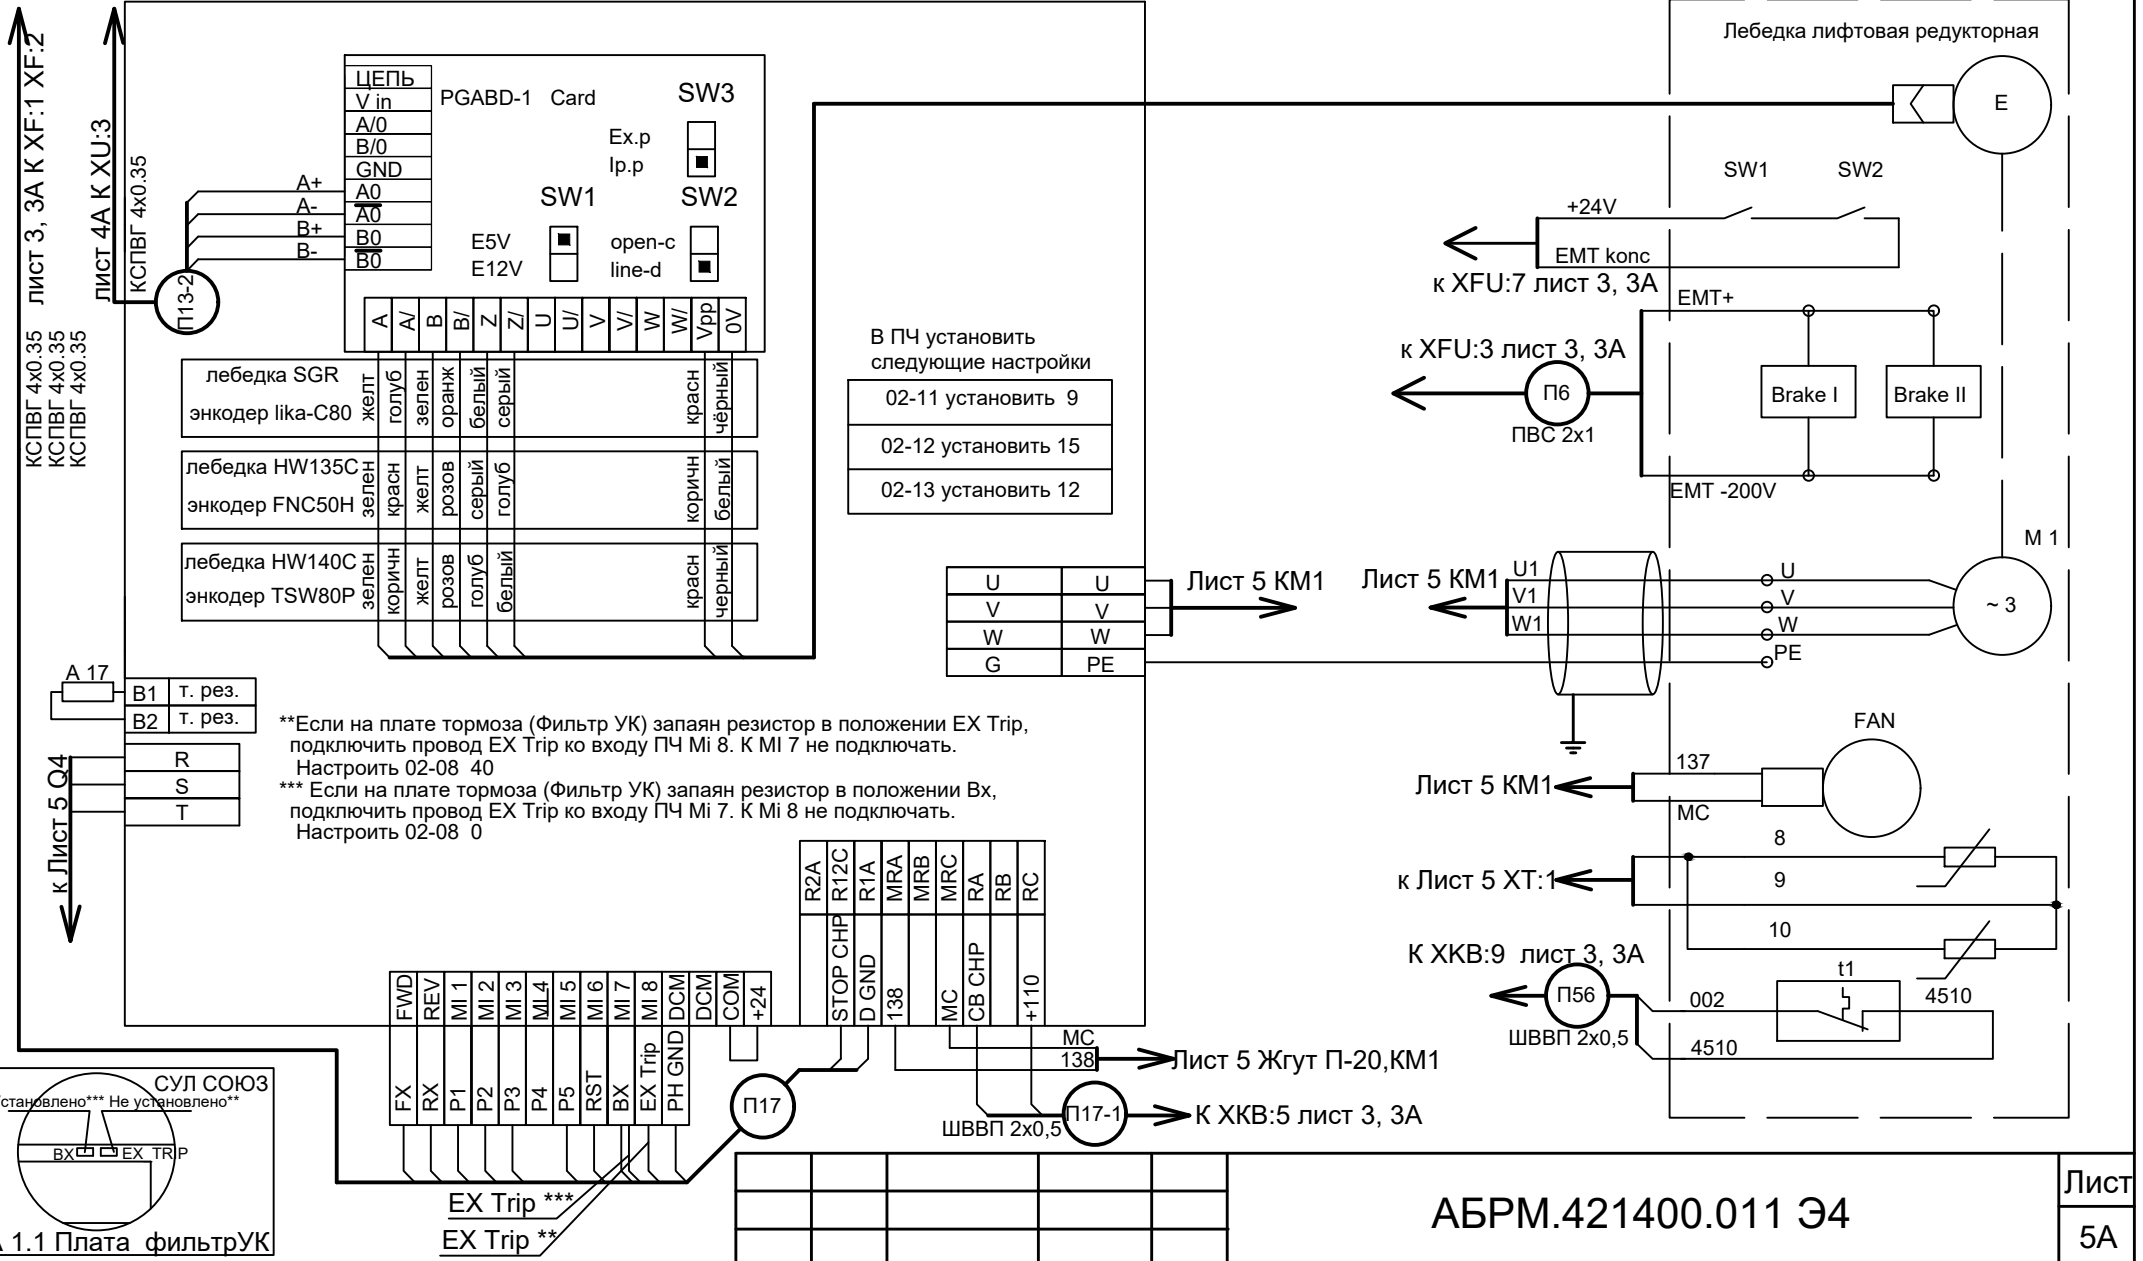 лист 3, 3А К XF:1 XF:2
КСПВГ 4х0.35
КСПВГ 4х0.35
КСПВГ 4х0.35
лист 4А К XU:3
КСПВГ 4х0.35
П13-2
A+
A-
B+
B-
ЦЕПЬ
V in
A/0
B/0
GND
A0
A0
B0
B0
PGABD-1 Card
SW3
Ex.p
Ip.p
SW1
E5V
E12V
SW2
open-c
line-d
A
A/
B
B/
Z
Z/
U
U/
V
V/
W
W/
Vpp
0V
лебедка SGR
энкодер lika-C80
желт
голуб
зелен
оранж
белый
серый
красн
чёрный
лебедка HW135C
энкодер FNC50H
зелен
красн
желт
розов
серый
голуб
коричн
белый
лебедка HW140C
энкодер TSW80P
зелен
коричн
желт
розов
голуб
белый
красн
черный
В ПЧ установить
следующие настройки
02-11 установить 9
02-12 установить 15
02-13 установить 12
U U
V V
W W
G PE
Лист 5 КМ1
Лист 5 КМ1
U1
V1
W1
U
V
W
PE
M 1
~ 3
Лебедка лифтовая редукторная
E
SW1
SW2
+24V
EMT konc
к XFU:7 лист 3, 3А
EMT+
к XFU:3 лист 3, 3А
П6
ПВС 2х1
Brake I
Brake II
EMT -200V
FAN
137
МС
Лист 5 КМ1
8
9
10
к Лист 5 ХТ:1
К ХКВ:9 лист 3, 3А
П56
ШВВП 2х0,5
002
4510
t1
4510
A 17
B1 т. рез.
B2 т. рез.
R
S
T
к Лист 5 Q4
**Если на плате тормоза (Фильтр УК) запаян резистор в положении EX Trip,
подключить провод EX Trip ко входу ПЧ Mi 8. К MI 7 не подключать.
Настроить 02-08 40
*** Если на плате тормоза (Фильтр УК) запаян резистор в положении Вх,
подключить провод EX Trip ко входу ПЧ Mi 7. К Mi 8 не подключать.
Настроить 02-08 0
R2A
R12C
R1A
MRA
MRB
MRC
RA
RB
RC
STOP CHP
D GND
138
МС
СВ СНР
+110
FWD
REV
MI 1
MI 2
MI 3
MI 4
MI 5
MI 6
MI 7
MI 8
DCM
DCM
COM
+24
FX
RX
P1
P2
P3
P4
P5
RST
BX
EX Trip
PH GND
МС
138
Лист 5 Жгут П-20,КМ1
П17
П17-1
ШВВП 2х0,5
К ХКВ:5 лист 3, 3А
EX Trip ***
EX Trip **
СУЛ СОЮЗ
становлено*** Не установлено**
BX
EX TRIP
А 1.1 Плата фильтрУК
АБРМ.421400.011 Э4
Лист
5А